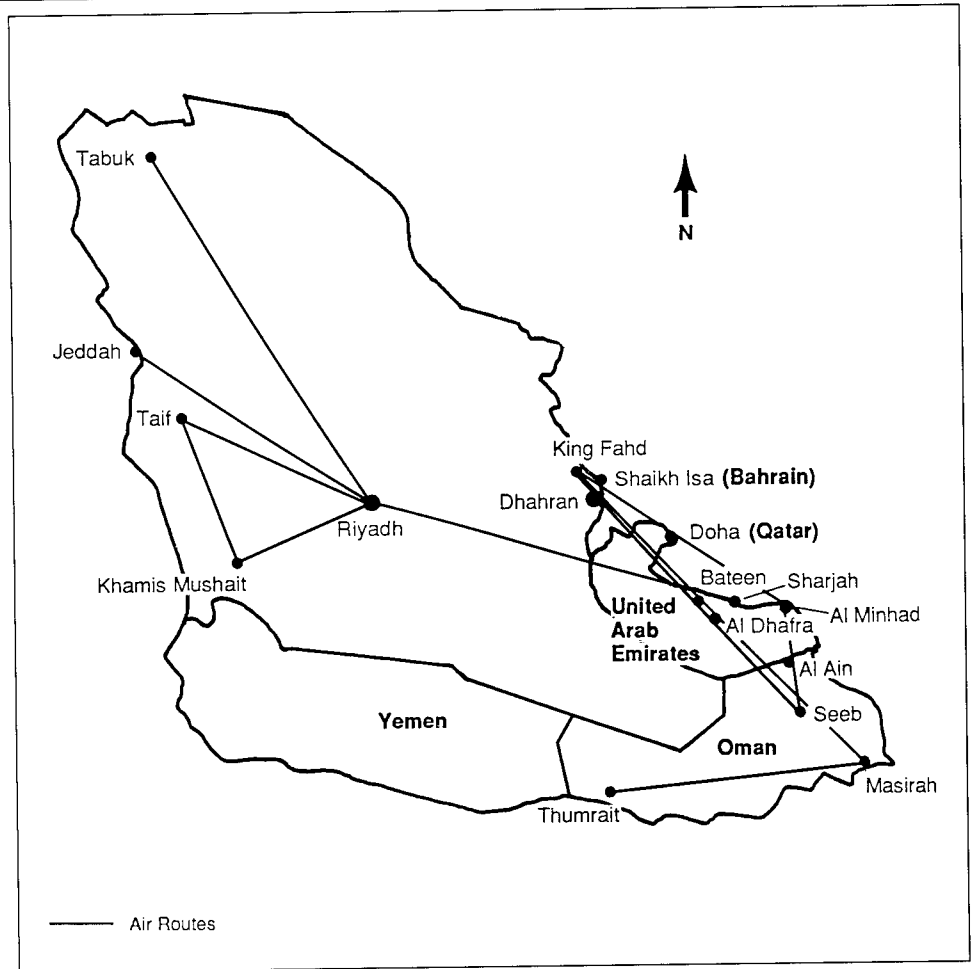 Tabuk
N
Jeddah
Taif
King Fahd
Shaikh Isa (Bahrain)
Dhahran
Riyadh
Doha (Qatar)
Khamis Mushait
Bateen
Sharjah
United
Arab
Emirates
Al Minhad
Al Dhafra
Al Ain
Seeb
Yemen
Oman
Masirah
Thumrait
Air Routes